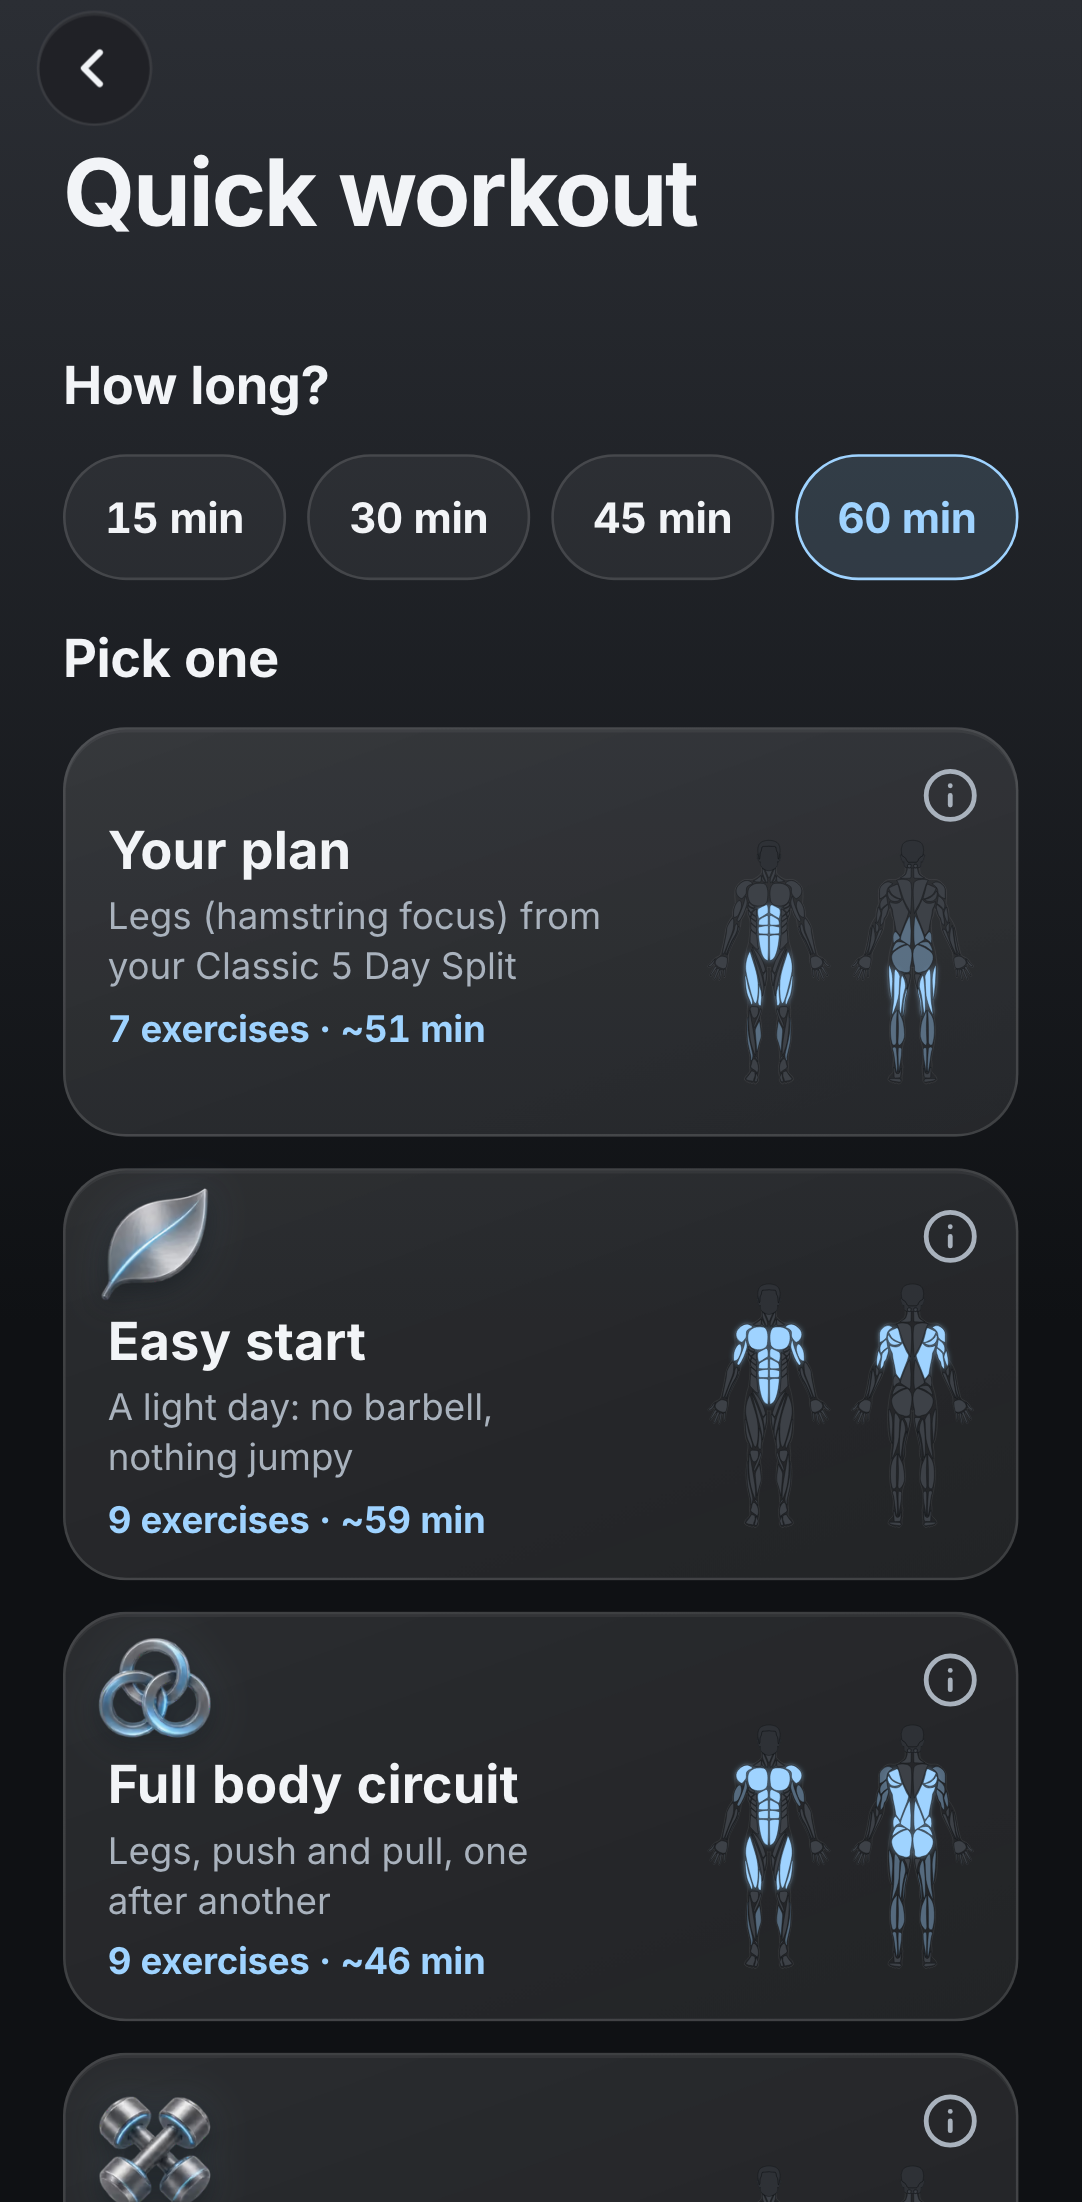 Quick workout
How long?
15 min 30 min 45 min 60 min
Pick one
Your plan
Legs (hamstring focus) from
your Classic 5 Day Split
7 exercises · ~51 min
Easy start
A light day: no barbell,
nothing jumpy
9 exercises · ~59 min
Full body circuit
Legs, push and pull, one
after another
9 exercises · ~46 min